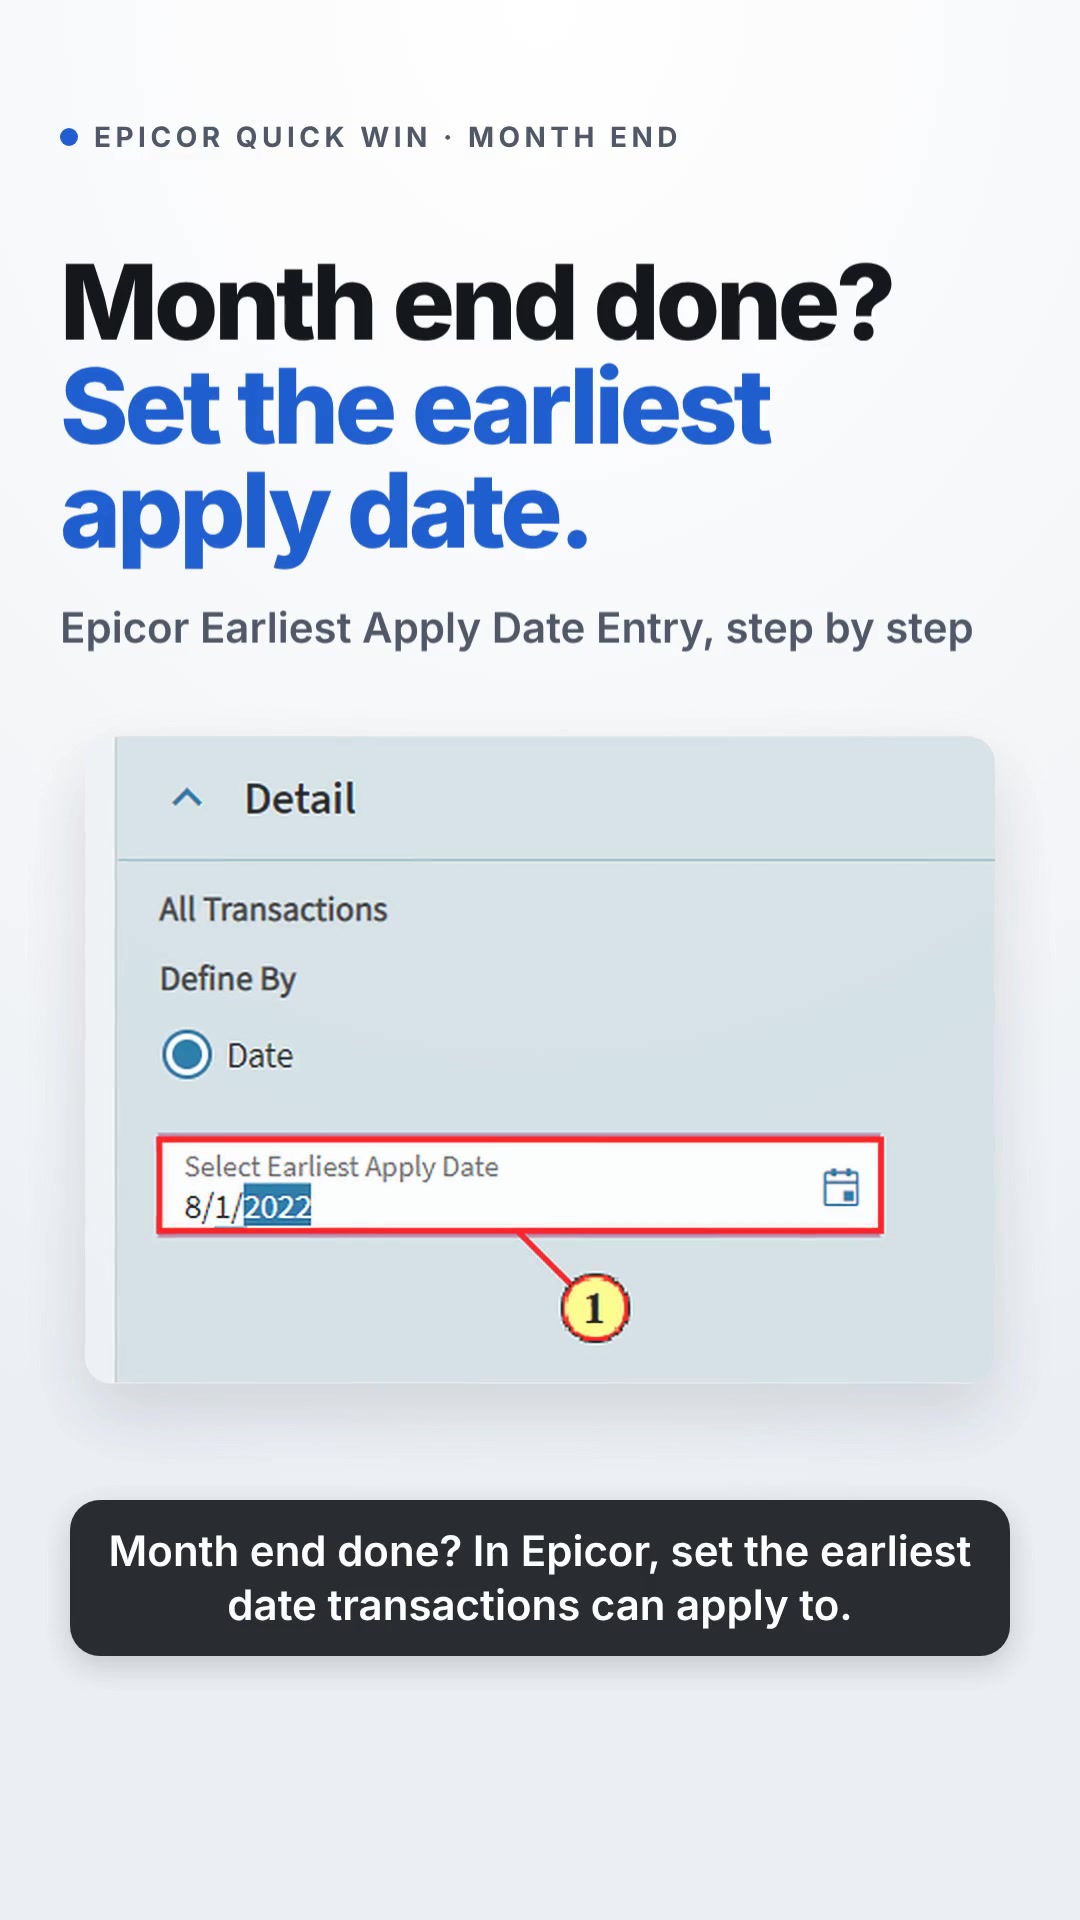 EPICOR QUICK WIN · MONTH END
Month end done?
Set the earliest
apply date.
Epicor Earliest Apply Date Entry, step by step
Detail
All Transactions
Define By
Date
Select Earliest Apply Date
8/1/2022
1
Month end done? In Epicor, set the earliest
date transactions can apply to.